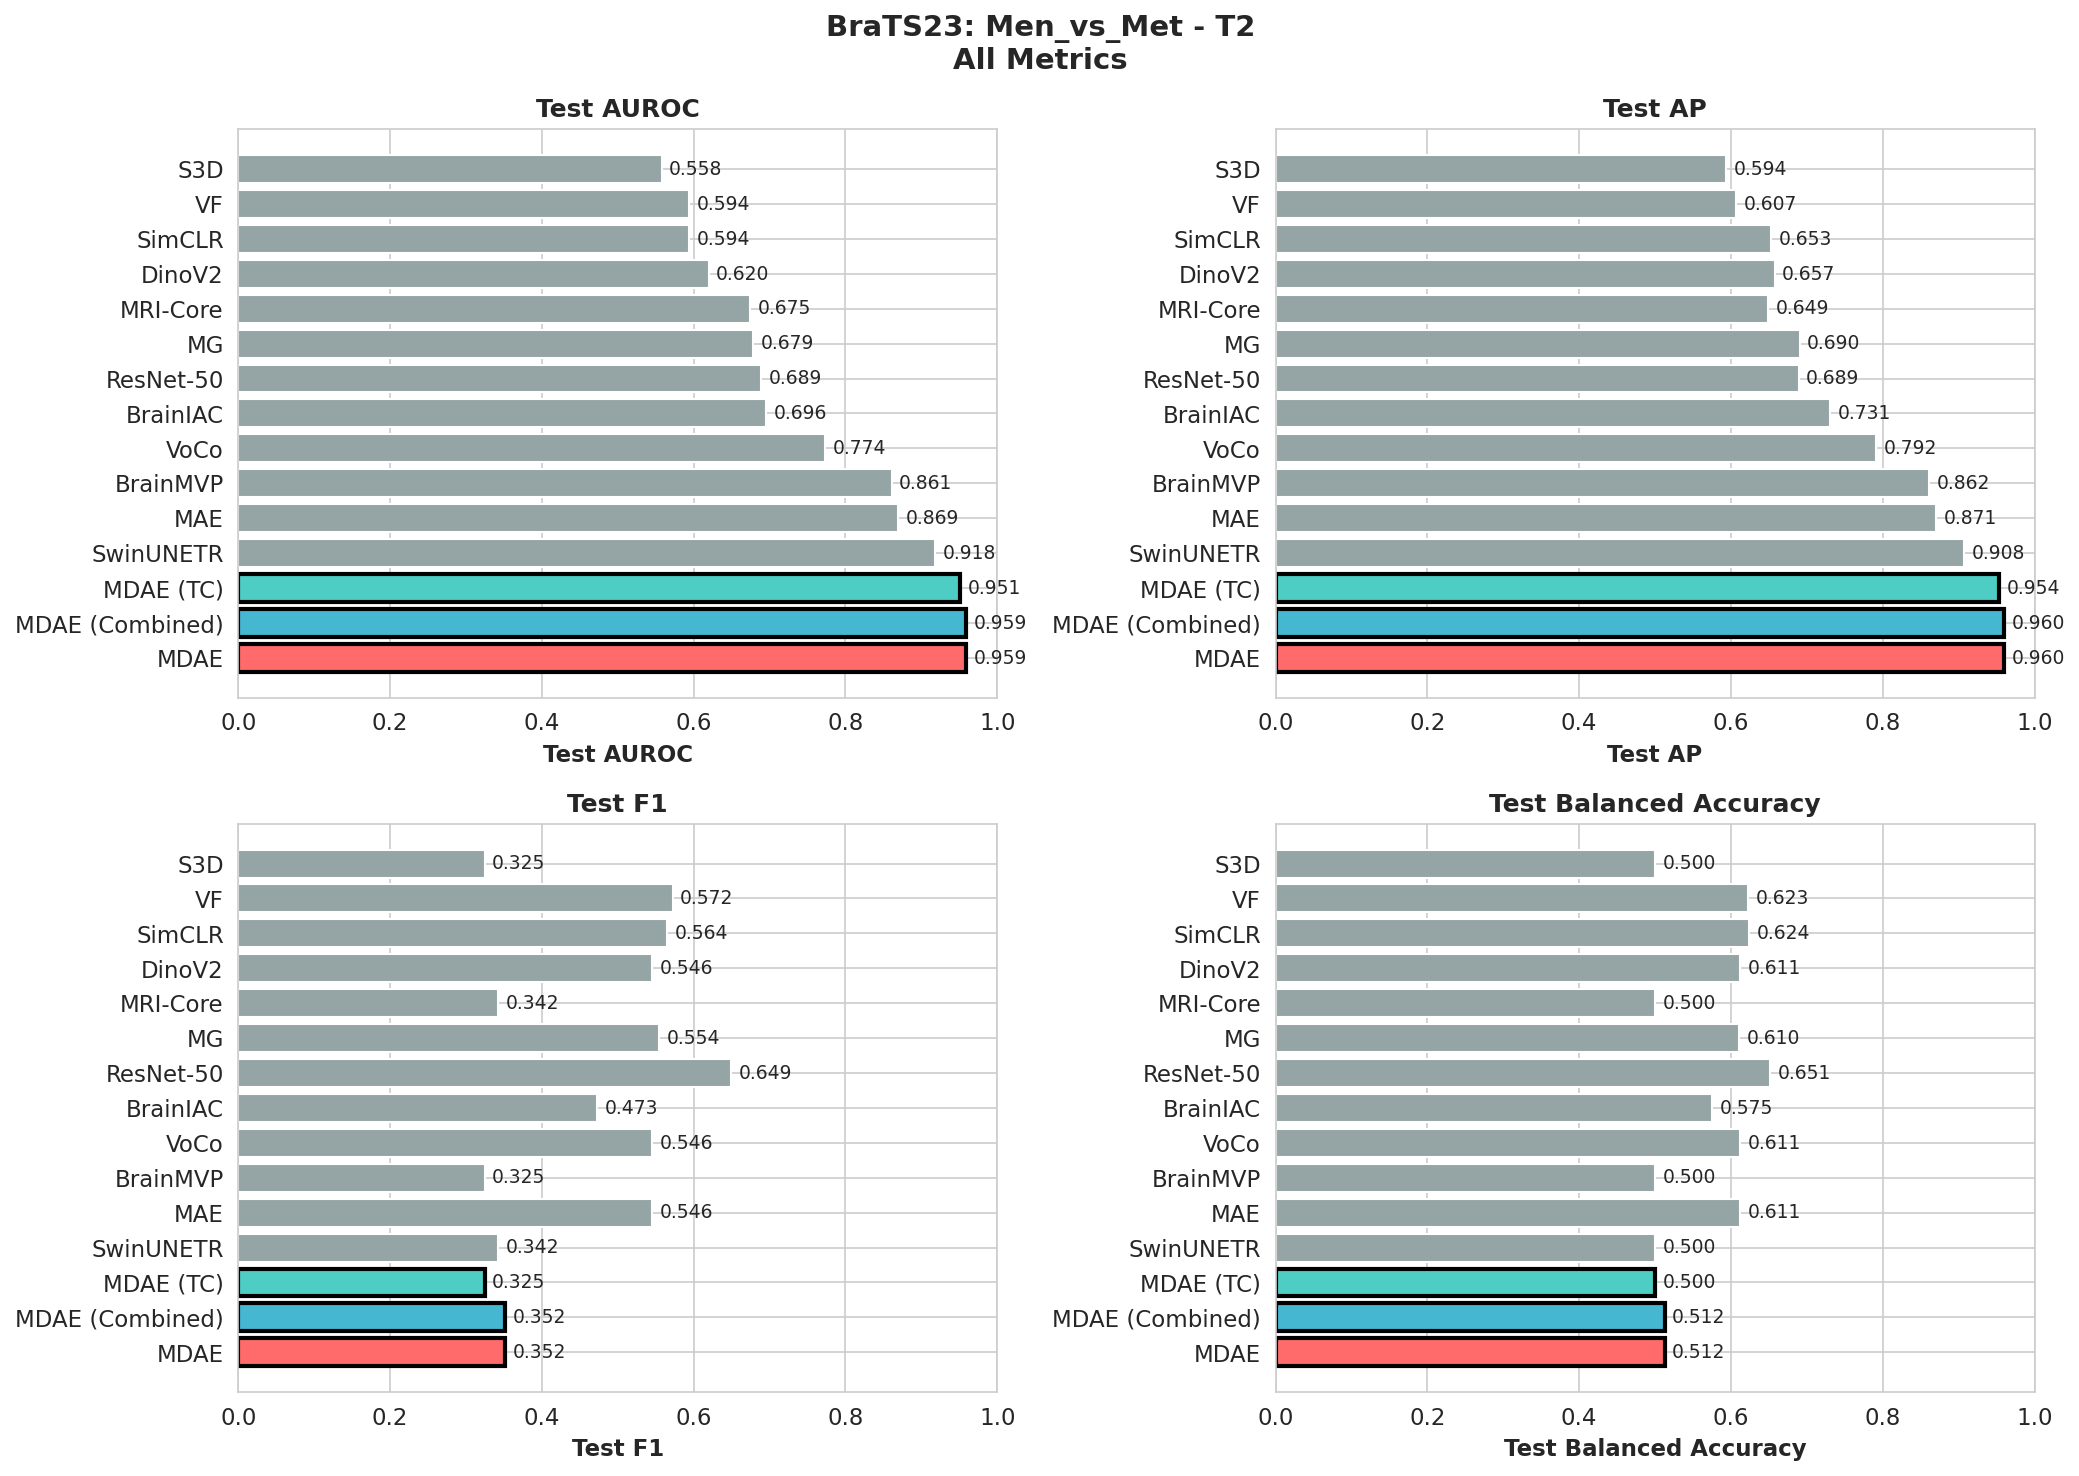 BraTS23: Men_vs_Met - T2
All Metrics
Test AUROC
S3D 0.558
VF 0.594
SimCLR 0.594
DinoV2 0.620
MRI-Core 0.675
MG 0.679
ResNet-50 0.689
BrainIAC 0.696
VoCo 0.774
BrainMVP 0.861
MAE 0.869
SwinUNETR 0.918
MDAE (TC) 0.951
MDAE (Combined) 0.959
MDAE 0.959
0.0 0.2 0.4 0.6 0.8 1.0
Test AUROC
Test AP
S3D 0.594
VF 0.607
SimCLR 0.653
DinoV2 0.657
MRI-Core 0.649
MG 0.690
ResNet-50 0.689
BrainIAC 0.731
VoCo 0.792
BrainMVP 0.862
MAE 0.871
SwinUNETR 0.908
MDAE (TC) 0.954
MDAE (Combined) 0.960
MDAE 0.960
0.0 0.2 0.4 0.6 0.8 1.0
Test AP
Test F1
S3D 0.325
VF 0.572
SimCLR 0.564
DinoV2 0.546
MRI-Core 0.342
MG 0.554
ResNet-50 0.649
BrainIAC 0.473
VoCo 0.546
BrainMVP 0.325
MAE 0.546
SwinUNETR 0.342
MDAE (TC) 0.325
MDAE (Combined) 0.352
MDAE 0.352
0.0 0.2 0.4 0.6 0.8 1.0
Test F1
Test Balanced Accuracy
S3D 0.500
VF 0.623
SimCLR 0.624
DinoV2 0.611
MRI-Core 0.500
MG 0.610
ResNet-50 0.651
BrainIAC 0.575
VoCo 0.611
BrainMVP 0.500
MAE 0.611
SwinUNETR 0.500
MDAE (TC) 0.500
MDAE (Combined) 0.512
MDAE 0.512
0.0 0.2 0.4 0.6 0.8 1.0
Test Balanced Accuracy